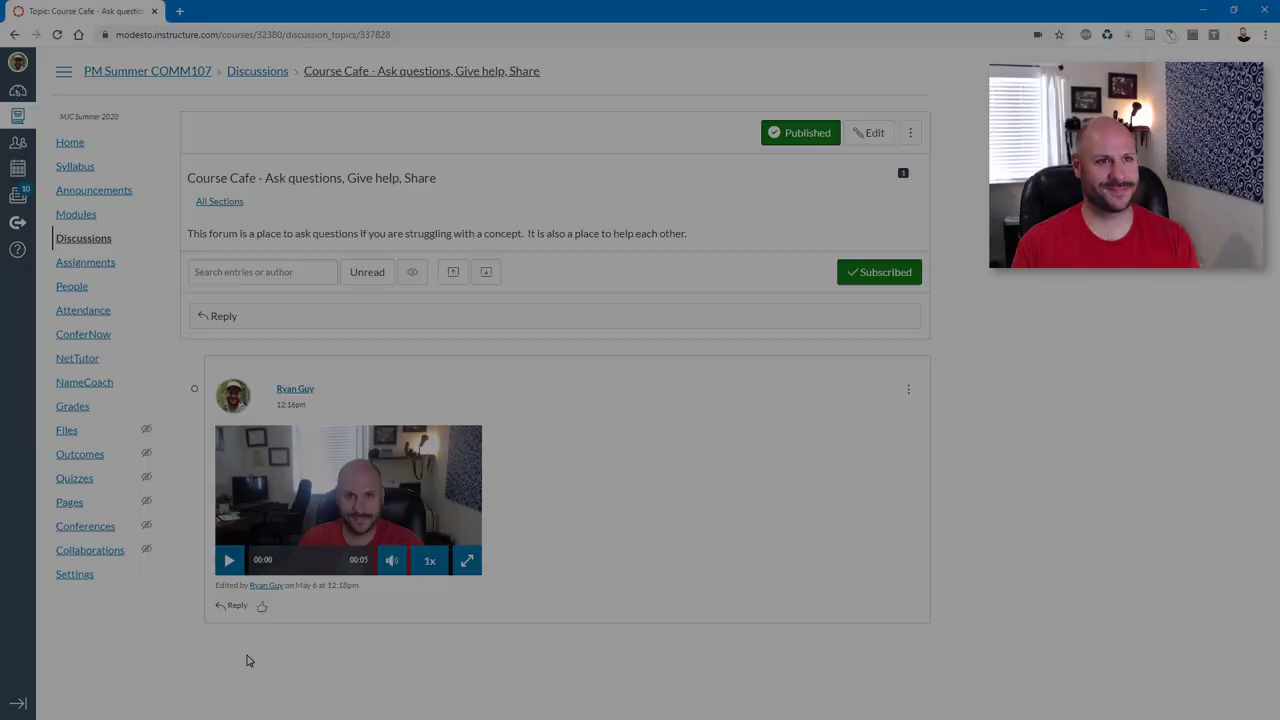 Topic: Course Cafe - Ask questio
modesto.instructure.com/courses/32380/discussion_topics/337828
PM Summer COMM107 › Discussions › Course Cafe - Ask questions, Give help, Share
MJC Summer 2020
Home
Syllabus
Announcements
Modules
Discussions
Assignments
People
Attendance
ConferNow
NetTutor
NameCoach
Grades
Files
Outcomes
Quizzes
Pages
Conferences
Collaborations
Settings
10
Published
Edit
Course Cafe - Ask questions, Give help, Share
1
All Sections
This forum is a place to ask questions if you are struggling with a concept. It is also a place to help each other.
Search entries or author
Unread
Subscribed
Reply
Ryan Guy
12:16pm
00:00
00:05
1x
Edited by Ryan Guy on May 6 at 12:18pm
Reply